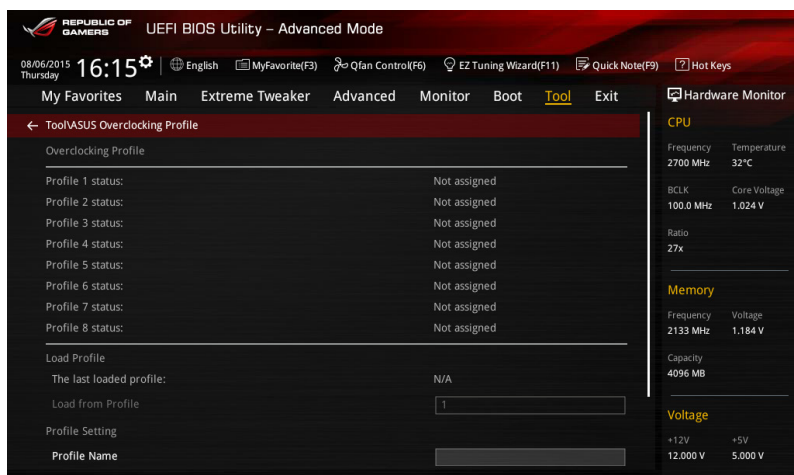 REPUBLIC OF GAMERS
UEFI BIOS Utility – Advanced Mode
08/06/2015
Thursday
16:15
English
MyFavorite(F3)
Qfan Control(F6)
EZ Tuning Wizard(F11)
Quick Note(F9)
? Hot Keys
My Favorites Main Extreme Tweaker Advanced Monitor Boot Tool Exit
Tool\ASUS Overclocking Profile
Overclocking Profile
Profile 1 status: Not assigned
Profile 2 status: Not assigned
Profile 3 status: Not assigned
Profile 4 status: Not assigned
Profile 5 status: Not assigned
Profile 6 status: Not assigned
Profile 7 status: Not assigned
Profile 8 status: Not assigned
Load Profile
The last loaded profile: N/A
Load from Profile 1
Profile Setting
Profile Name
Hardware Monitor
CPU
Frequency Temperature
2700 MHz 32°C
BCLK Core Voltage
100.0 MHz 1.024 V
Ratio
27x
Memory
Frequency Voltage
2133 MHz 1.184 V
Capacity
4096 MB
Voltage
+12V +5V
12.000 V 5.000 V